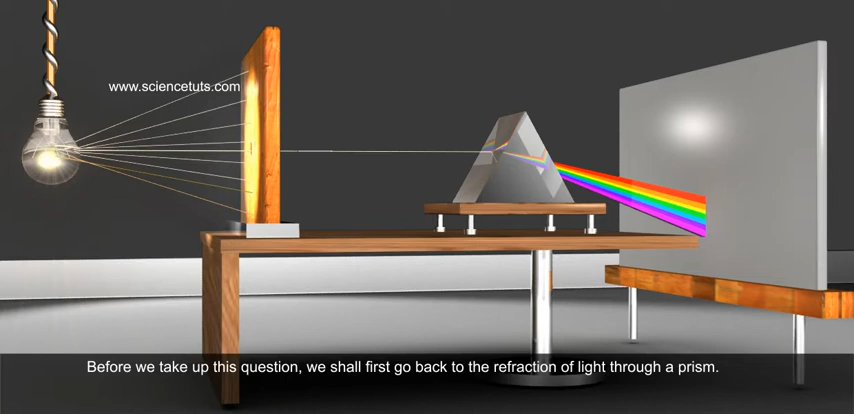 www.sciencetuts.com
Before we take up this question, we shall first go back to the refraction of light through a prism.